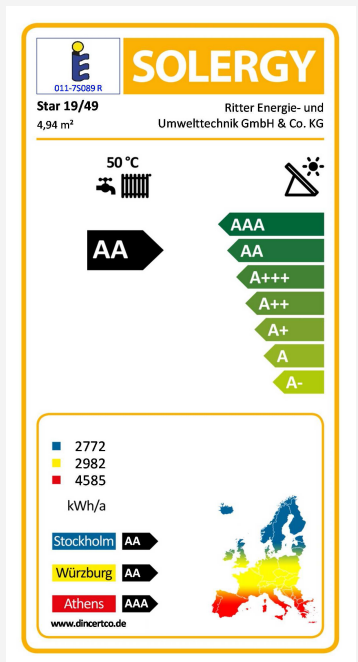 011-7S089 R
SOLERGY
Star 19/49
Ritter Energie- und
4,94 m²
Umwelttechnik GmbH & Co. KG
50 °C
AA
AAA
AA
A+++
A++
A+
A
A-
2772
2982
4585
kWh/a
Stockholm AA
Würzburg AA
Athens AAA
www.dincertco.de